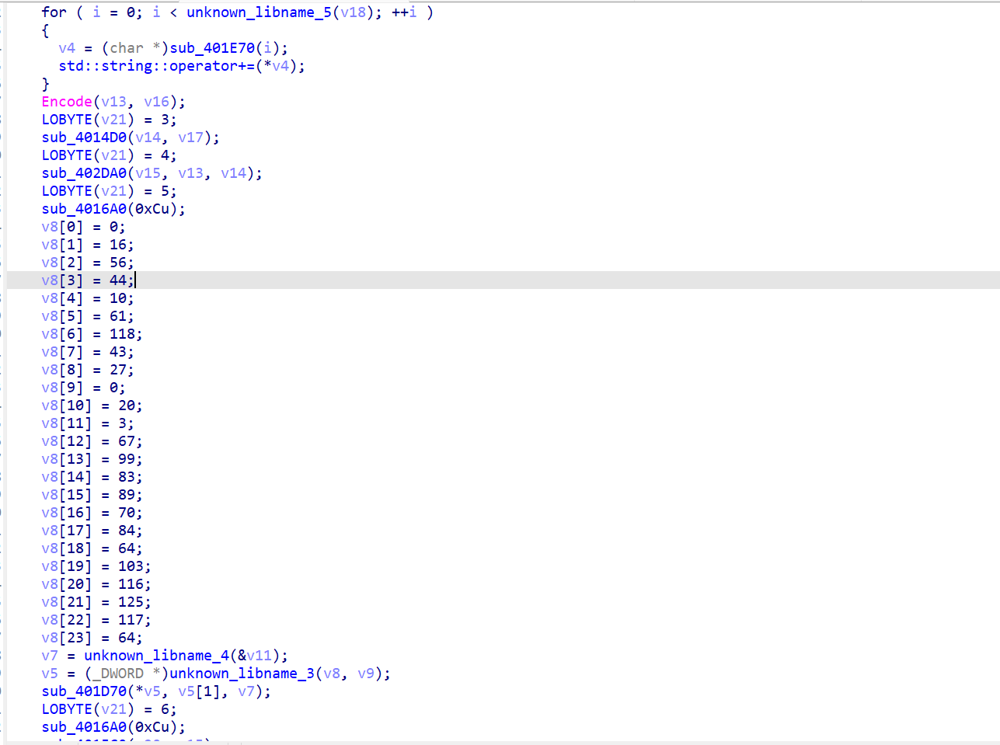 for ( i = 0; i < unknown_libname_5(v18); ++i )
{
v4 = (char *)sub_401E70(i);
std::string::operator+=(*v4);
}
Encode(v13, v16);
LOBYTE(v21) = 3;
sub_4014D0(v14, v17);
LOBYTE(v21) = 4;
sub_402DA0(v15, v13, v14);
LOBYTE(v21) = 5;
sub_4016A0(0xCu);
v8[0] = 0;
v8[1] = 16;
v8[2] = 56;
v8[3] = 44;
v8[4] = 10;
v8[5] = 61;
v8[6] = 118;
v8[7] = 43;
v8[8] = 27;
v8[9] = 0;
v8[10] = 20;
v8[11] = 3;
v8[12] = 67;
v8[13] = 99;
v8[14] = 83;
v8[15] = 89;
v8[16] = 70;
v8[17] = 84;
v8[18] = 64;
v8[19] = 103;
v8[20] = 116;
v8[21] = 125;
v8[22] = 117;
v8[23] = 64;
v7 = unknown_libname_4(&v11);
v5 = (_DWORD *)unknown_libname_3(v8, v9);
sub_401D70(*v5, v5[1], v7);
LOBYTE(v21) = 6;
sub_4016A0(0xCu);